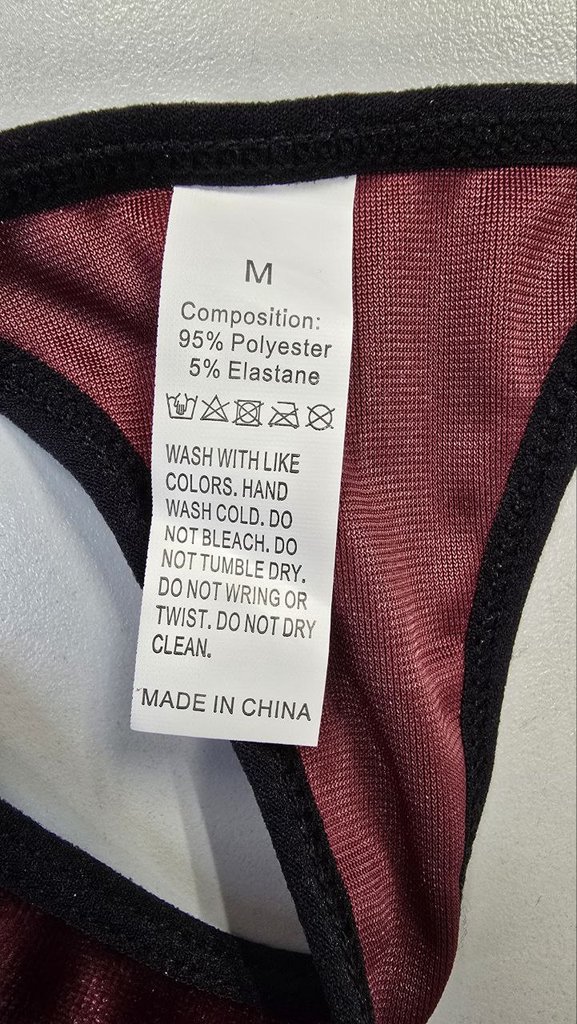 M
Composition:
95% Polyester
5% Elastane
WASH WITH LIKE
COLORS. HAND
WASH COLD. DO
NOT BLEACH. DO
NOT TUMBLE DRY.
DO NOT WRING OR
TWIST. DO NOT DRY
CLEAN.
MADE IN CHINA